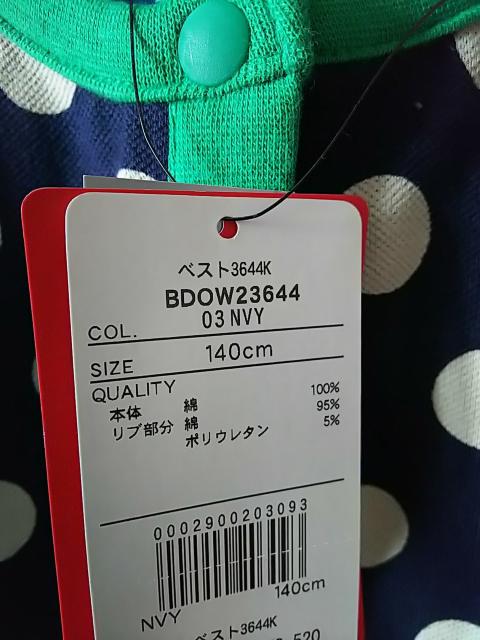 ベスト3644K
BDOW23644
COL. 03 NVY
SIZE 140cm
QUALITY
本体 綿 100%
リブ部分 綿 95%
ポリウレタン 5%
0002900203093
140cm
NVY
ベスト3644K
520